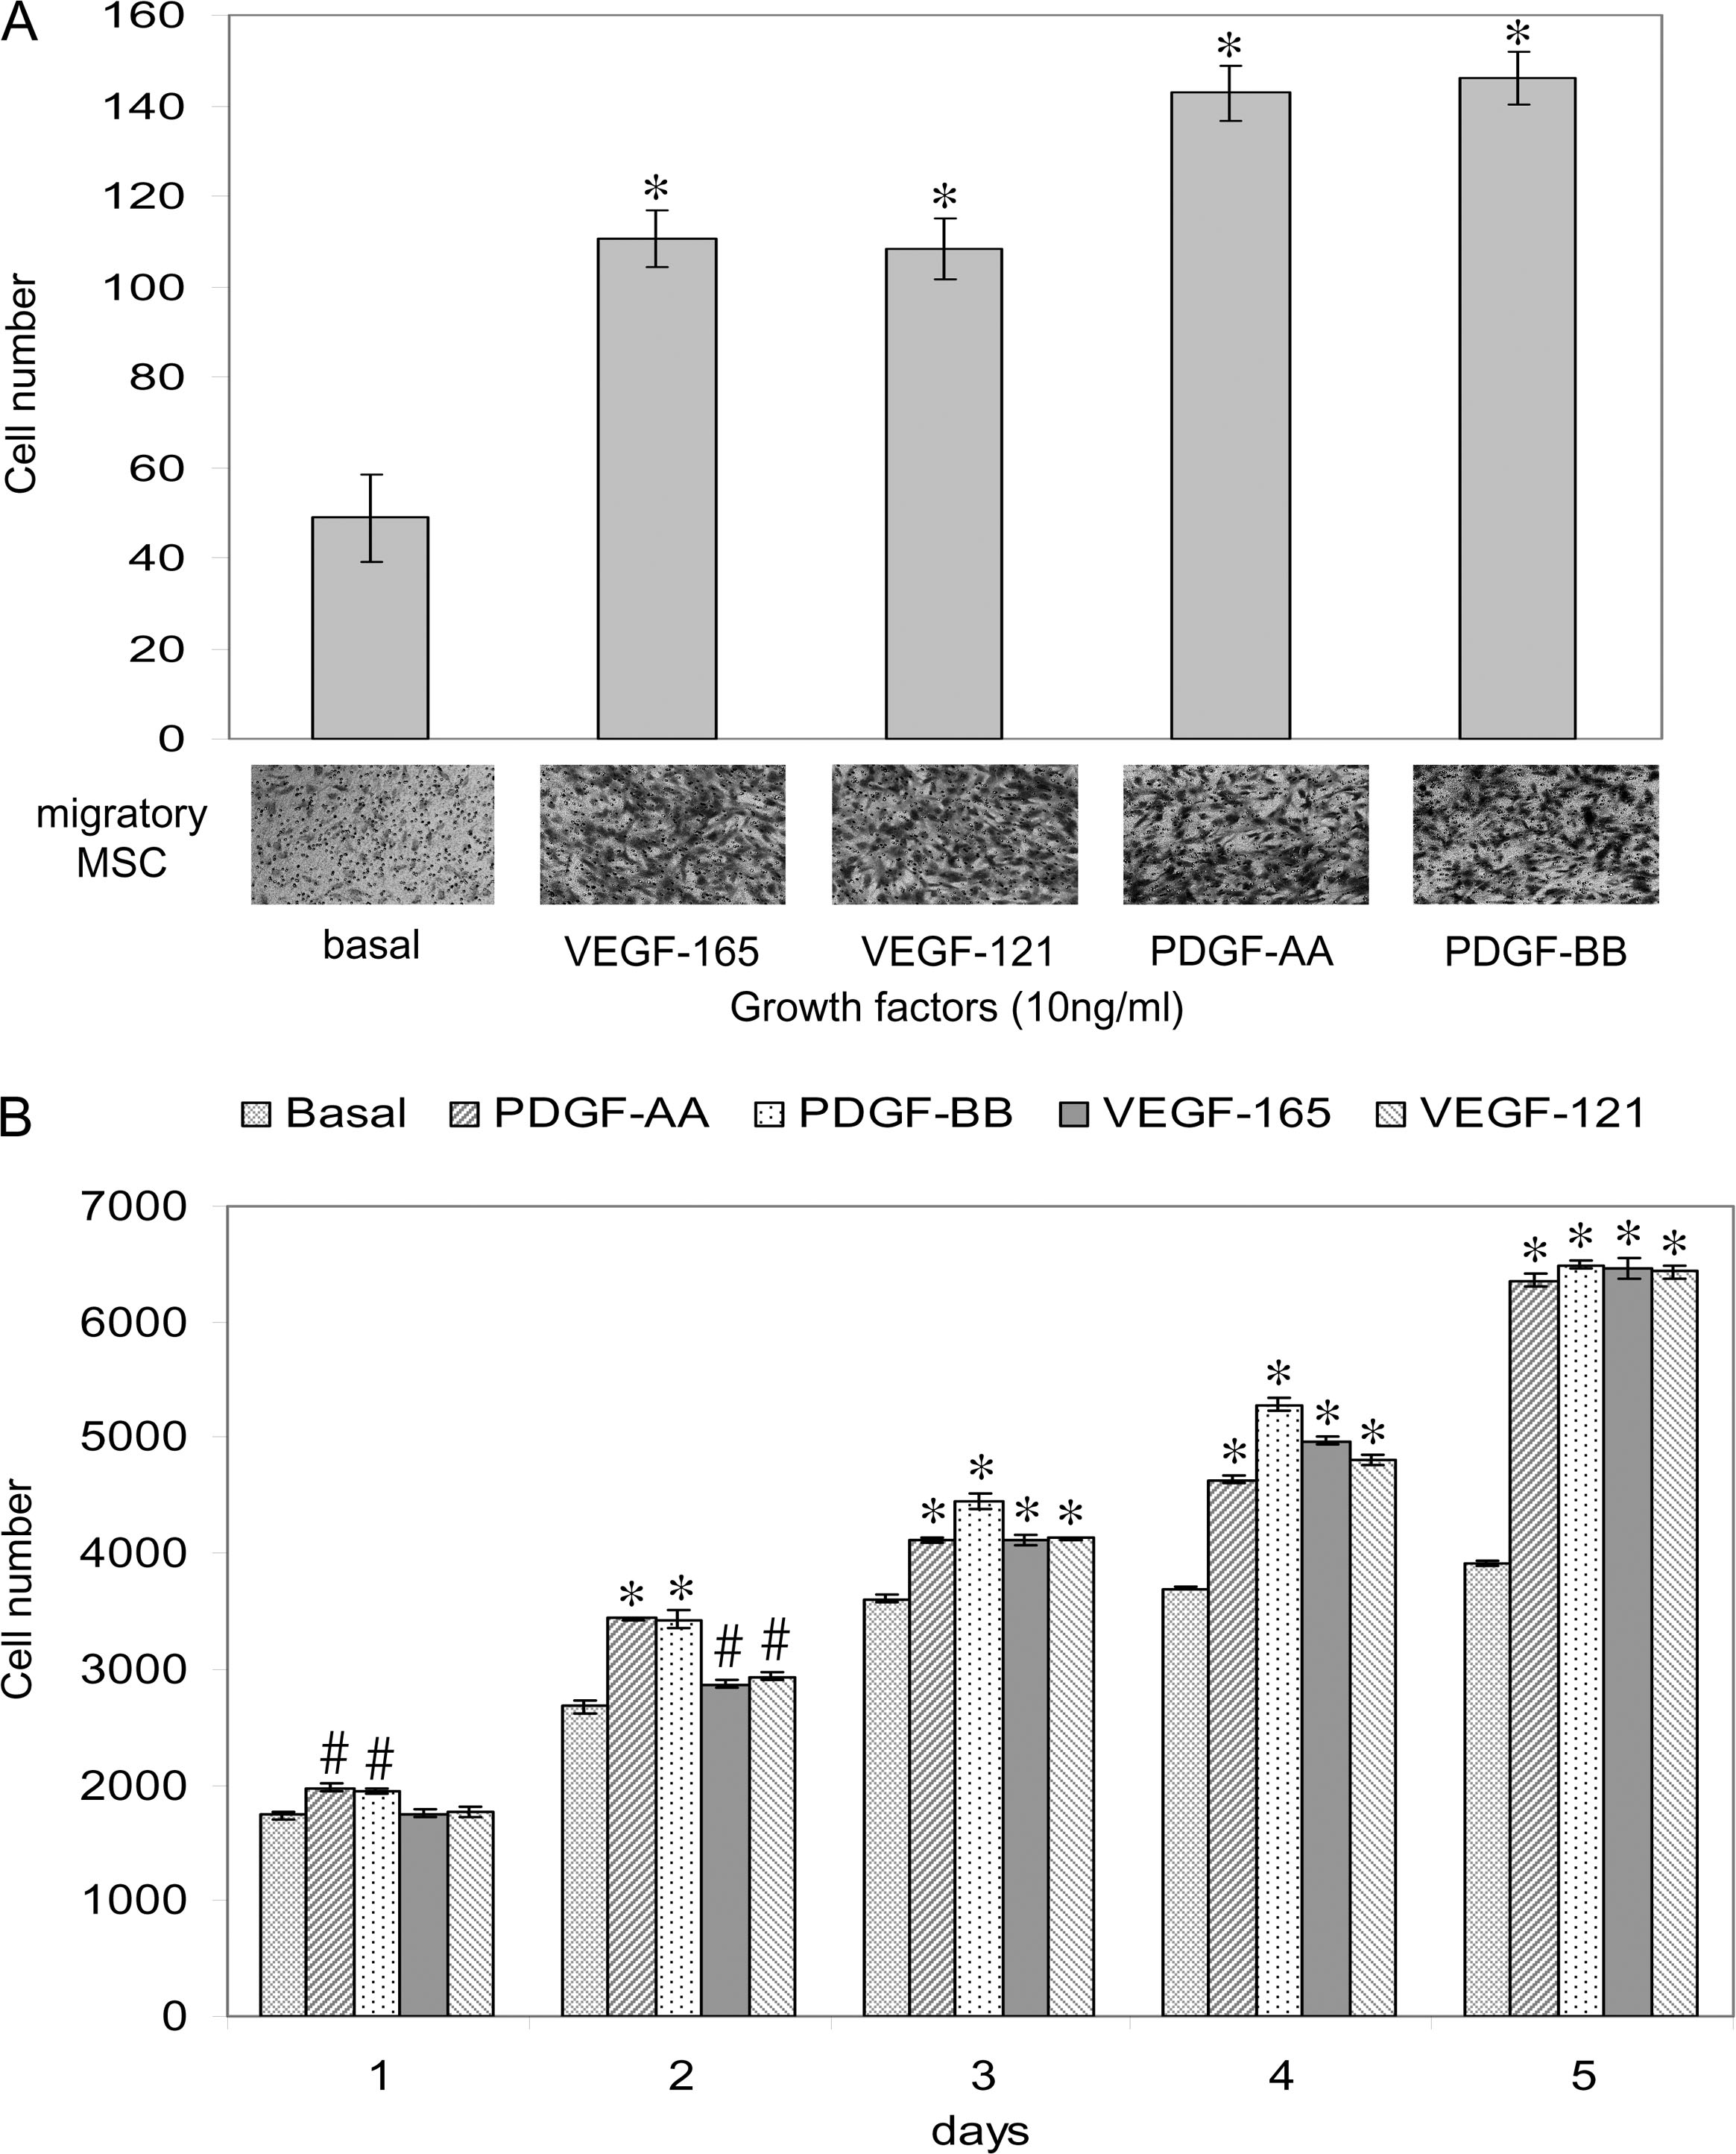 A
160
140
120
100
80
60
40
20
0
Cell number
* * * *
migratory
MSC
basal VEGF-165 VEGF-121 PDGF-AA PDGF-BB
Growth factors (10ng/ml)
B
Basal PDGF-AA PDGF-BB VEGF-165 VEGF-121
7000
6000
5000
4000
3000
2000
1000
0
Cell number
# #
* * # #
* * * *
* * * *
* * * *
1 2 3 4 5
days